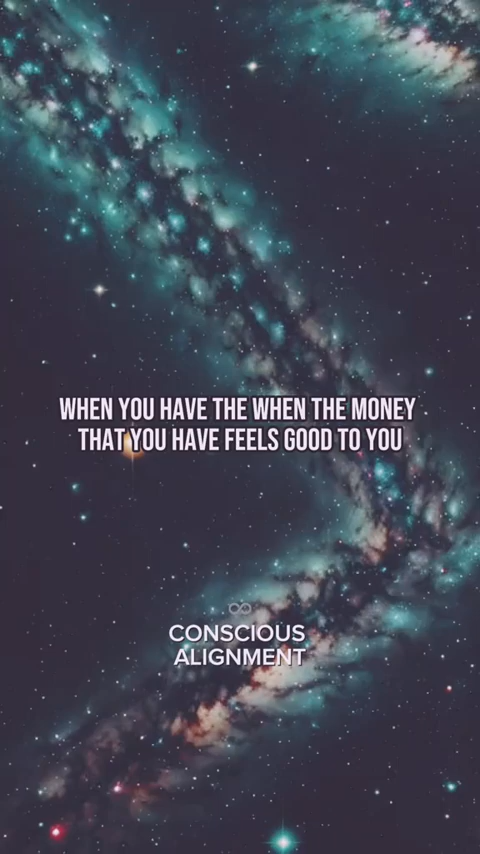 WHEN YOU HAVE THE WHEN THE MONEY
THAT YOU HAVE FEELS GOOD TO YOU
CONSCIOUS
ALIGNMENT